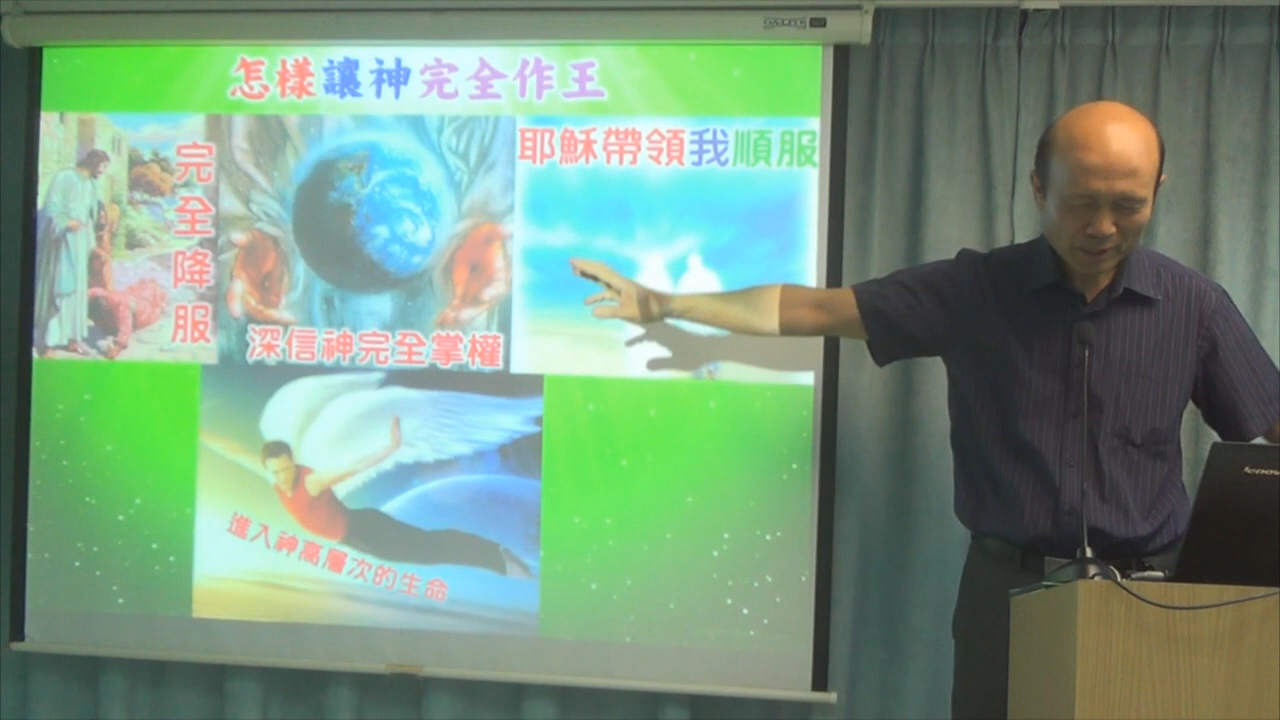 怎樣讓神完全作王
完全降服
深信神完全掌權
耶穌帶領我順服
進入神高層次的生命
lenovo